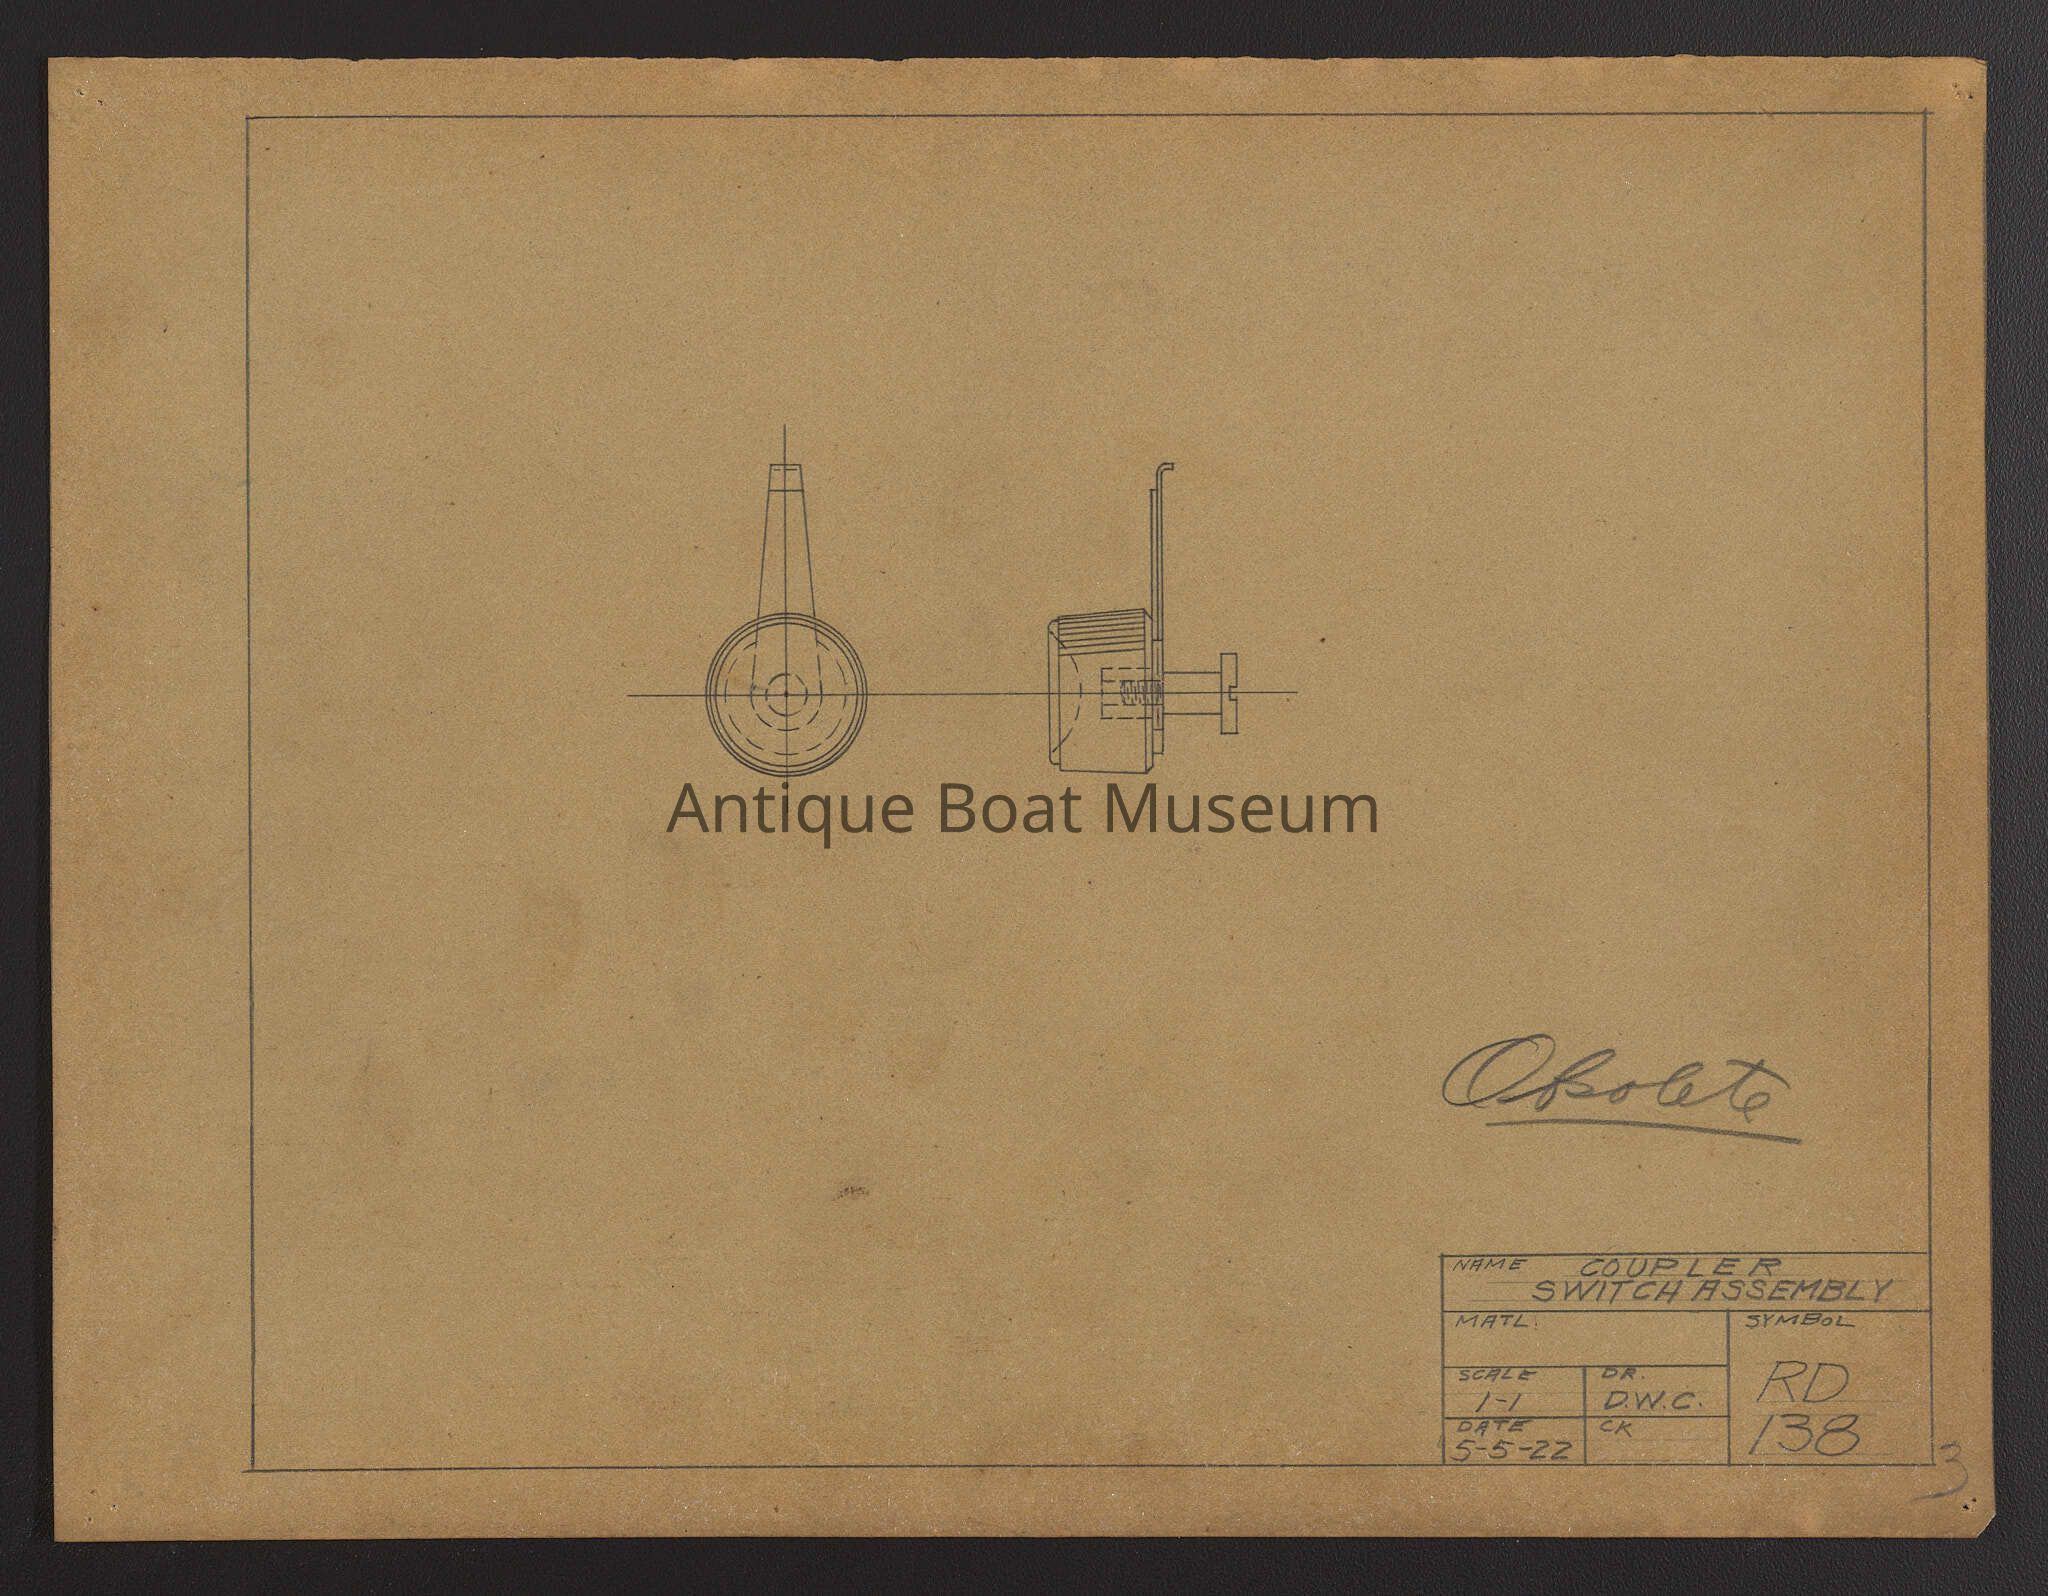 Antique Boat Museum
Obsolete
NAME COUPLER
SWITCH ASSEMBLY
MATL.
SYMBOL
RD
138
SCALE
1-1
DR.
D.W.C.
DATE
5-5-22
CK
3